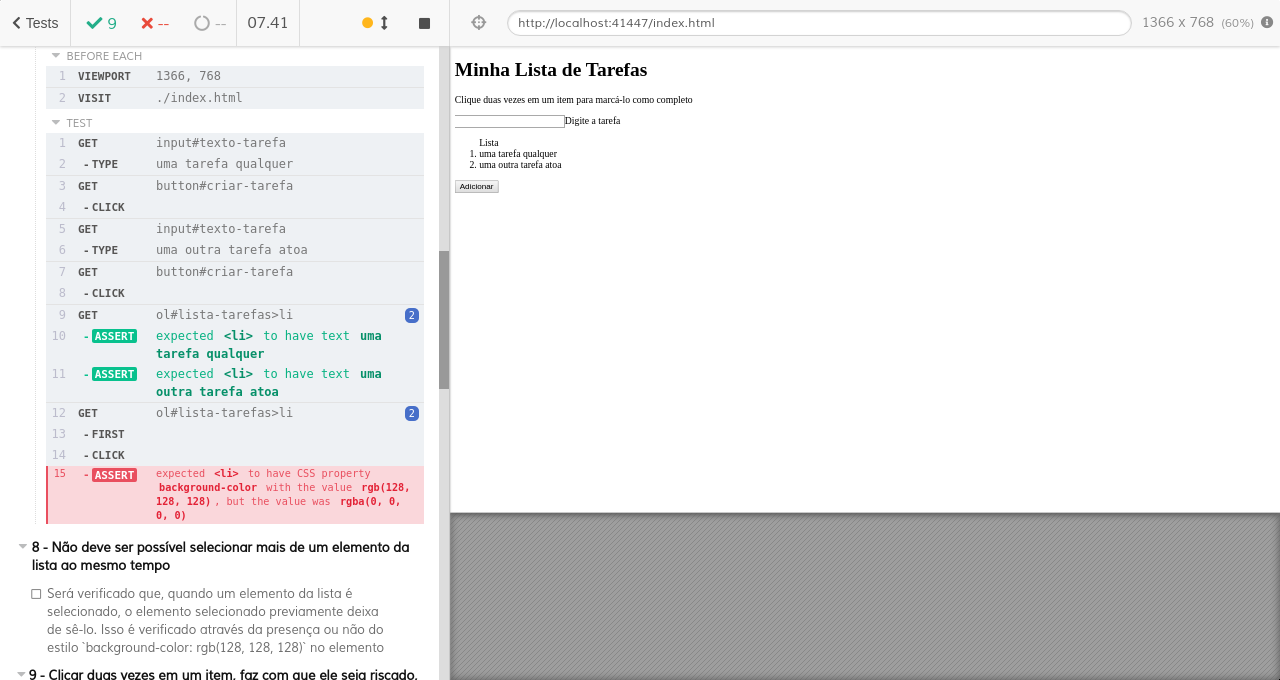 Tests 9 -- -- 07.41
BEFORE EACH
1 VIEWPORT 1366, 768
2 VISIT ./index.html
TEST
1 GET input#texto-tarefa
2 - TYPE uma tarefa qualquer
3 GET button#criar-tarefa
4 - CLICK
5 GET input#texto-tarefa
6 - TYPE uma outra tarefa atoa
7 GET button#criar-tarefa
8 - CLICK
9 GET ol#lista-tarefas>li 2
10 - ASSERT expected <li> to have text uma
tarefa qualquer
11 - ASSERT expected <li> to have text uma
outra tarefa atoa
12 GET ol#lista-tarefas>li 2
13 - FIRST
14 - CLICK
15 - ASSERT expected <li> to have CSS property
background-color with the value rgb(128,
128, 128) , but the value was rgba(0, 0,
0, 0)
8 - Não deve ser possível selecionar mais de um elemento da
lista ao mesmo tempo
Será verificado que, quando um elemento da lista é
selecionado, o elemento selecionado previamente deixa
de sê-lo. Isso é verificado através da presença ou não do
estilo `background-color: rgb(128, 128, 128)` no elemento
9 - Clicar duas vezes em um item, faz com que ele seja riscado,
http://localhost:41447/index.html
1366 x 768 (60%)
Minha Lista de Tarefas
Clique duas vezes em um item para marcá-lo como completo
Digite a tarefa
Lista
1. uma tarefa qualquer
2. uma outra tarefa atoa
Adicionar